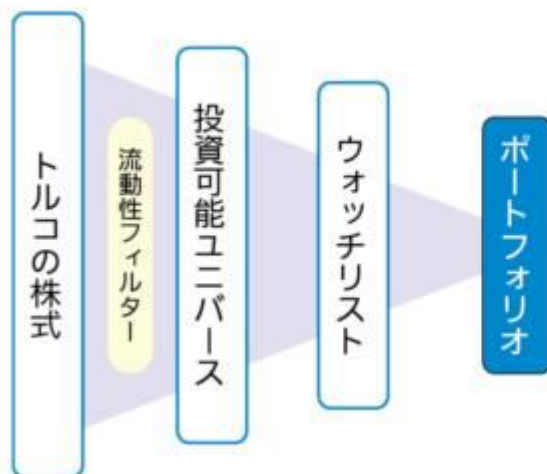 トルコの株式
流動性フィルター
投資可能ユニバース
ウォッチリスト
ポートフォリオ